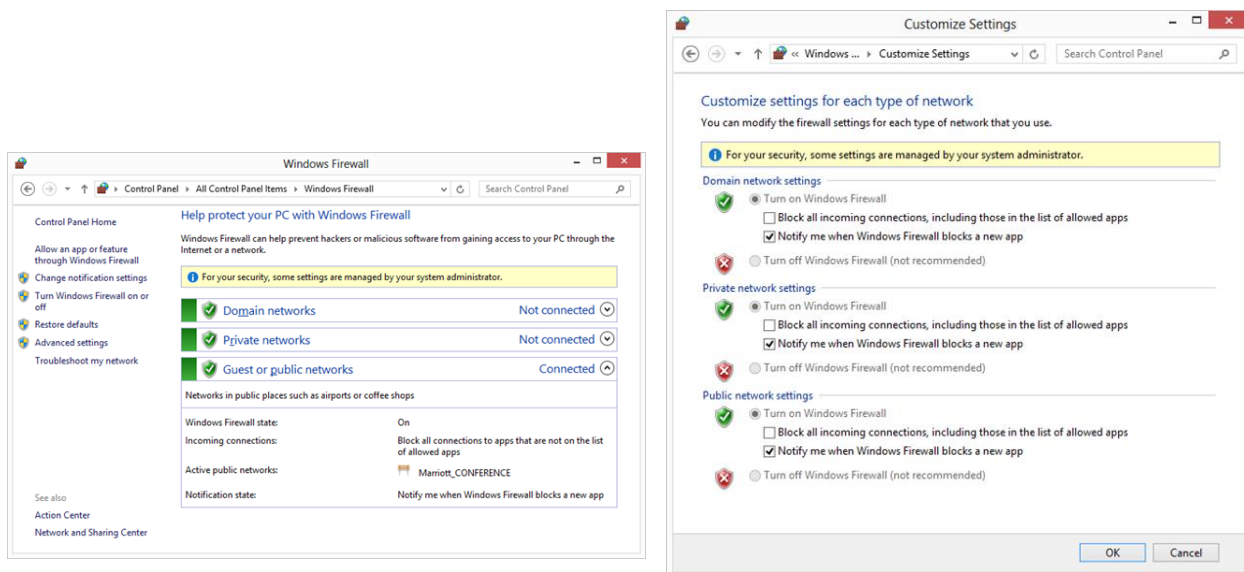 Windows Firewall
Control Panel
All Control Panel Items
Windows Firewall
Search Control Panel
Control Panel Home
Allow an app or feature
through Windows Firewall
Change notification settings
Turn Windows Firewall on or
off
Restore defaults
Advanced settings
Troubleshoot my network
See also
Action Center
Network and Sharing Center
Help protect your PC with Windows Firewall
Windows Firewall can help prevent hackers or malicious software from gaining access to your PC through the
Internet or a network.
For your security, some settings are managed by your system administrator.
Domain networks Not connected
Private networks Not connected
Guest or public networks Connected
Networks in public places such as airports or coffee shops
Windows Firewall state: On
Incoming connections: Block all connections to apps that are not on the list
of allowed apps
Active public networks: Marriott_CONFERENCE
Notification state: Notify me when Windows Firewall blocks a new app
Customize Settings
« Windows ... Customize Settings
Search Control Panel
Customize settings for each type of network
You can modify the firewall settings for each type of network that you use.
For your security, some settings are managed by your system administrator.
Domain network settings
Turn on Windows Firewall
Block all incoming connections, including those in the list of allowed apps
Notify me when Windows Firewall blocks a new app
Turn off Windows Firewall (not recommended)
Private network settings
Turn on Windows Firewall
Block all incoming connections, including those in the list of allowed apps
Notify me when Windows Firewall blocks a new app
Turn off Windows Firewall (not recommended)
Public network settings
Turn on Windows Firewall
Block all incoming connections, including those in the list of allowed apps
Notify me when Windows Firewall blocks a new app
Turn off Windows Firewall (not recommended)
OK
Cancel